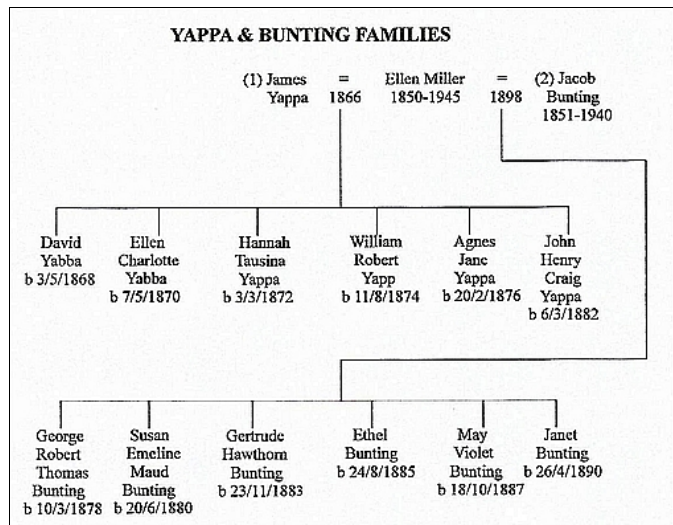 YAPPA & BUNTING FAMILIES
(1) James = Ellen Miller = (2) Jacob
Yappa 1866 1850-1945 1898 Bunting
1851-1940
David
Yabba
b 3/5/1868
Ellen
Charlotte
Yabba
b 7/5/1870
Hannah
Tausina
Yappa
b 3/3/1872
William
Robert
Yapp
b 11/8/1874
Agnes
Jane
Yappa
b 20/2/1876
John
Henry
Craig
Yappa
b 6/3/1882
George
Robert
Thomas
Bunting
b 10/3/1878
Susan
Emeline
Maud
Bunting
b 20/6/1880
Gertrude
Hawthorn
Bunting
b 23/11/1883
Ethel
Bunting
b 24/8/1885
May
Violet
Bunting
b 18/10/1887
Janet
Bunting
b 26/4/1890